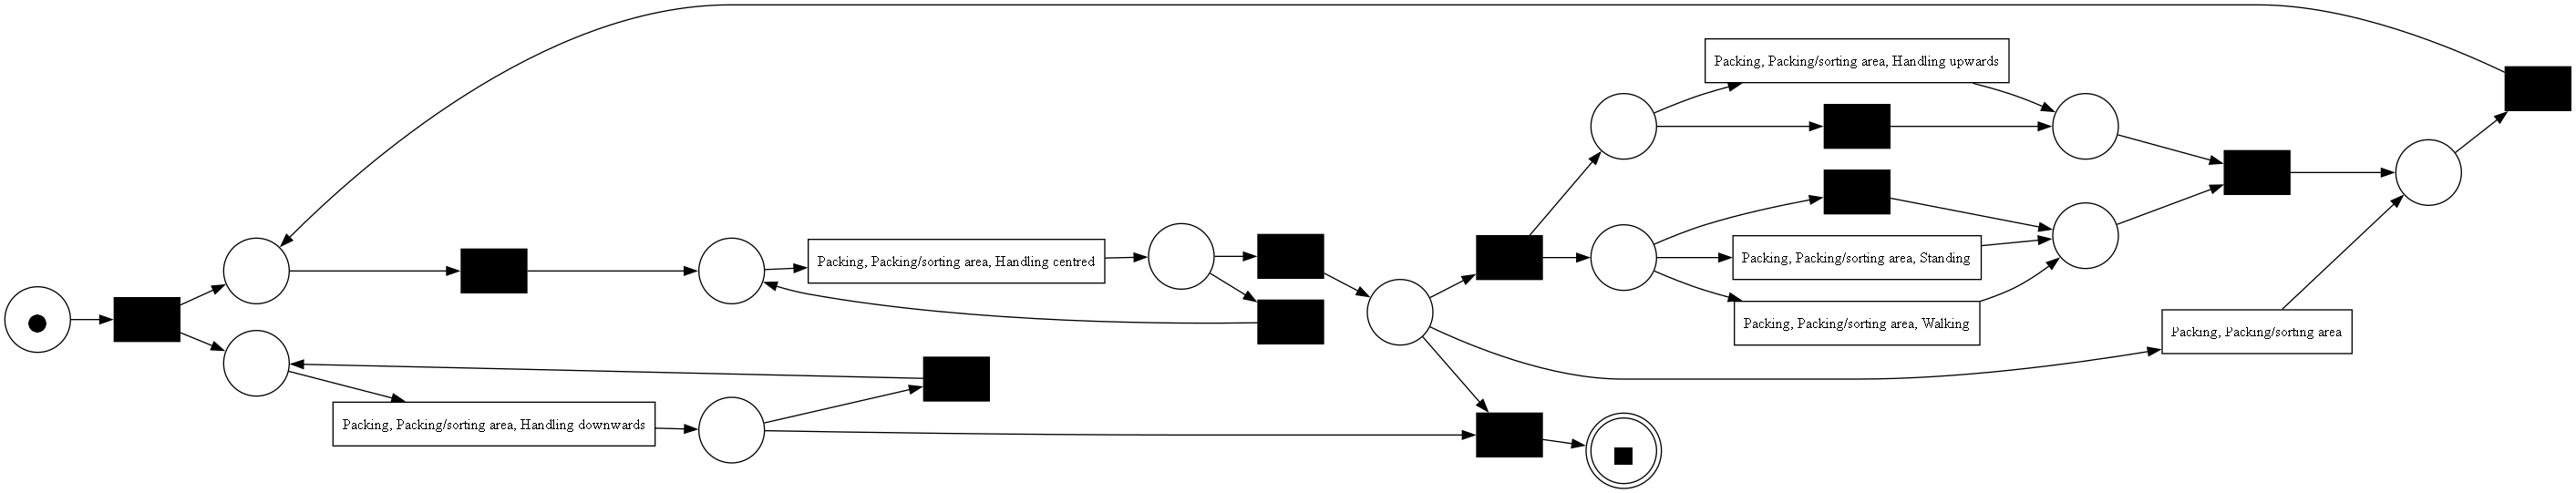 Packing, Packing/sorting area, Handling upwards
Packing, Packing/sorting area, Handling centred
Packing, Packing/sorting area, Standing
Packing, Packing/sorting area, Walking
Packing, Packing/sorting area
Packing, Packing/sorting area, Handling downwards